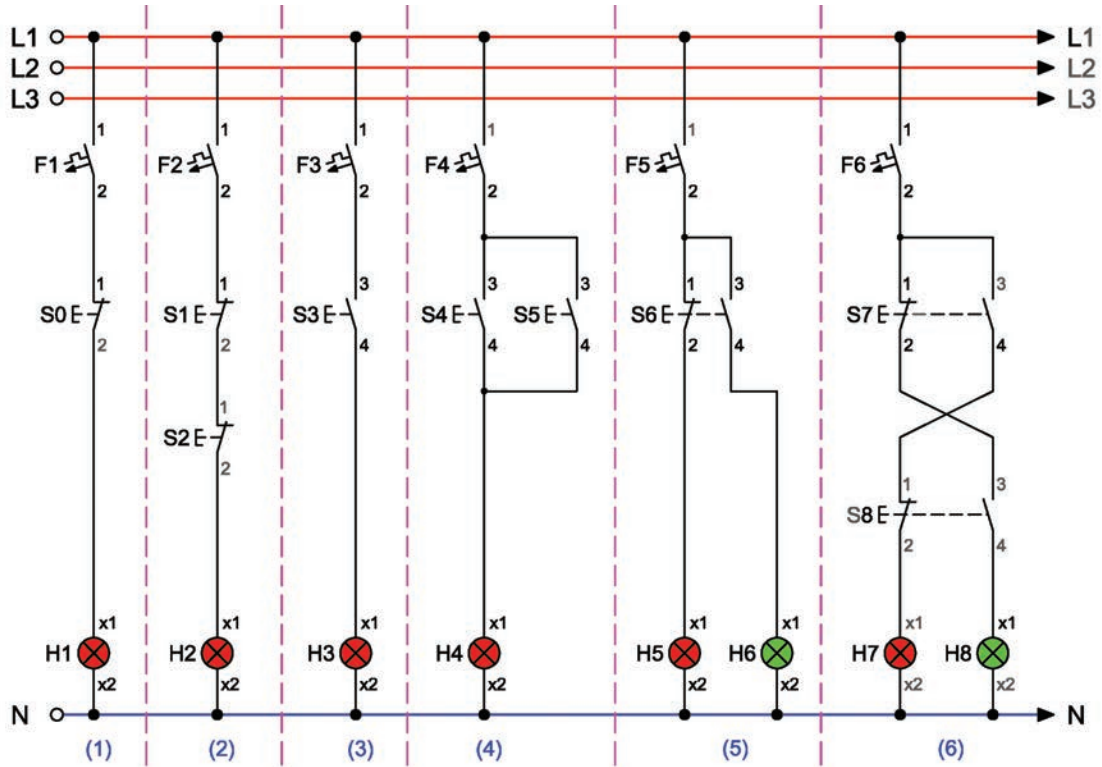 L1 L1
L2 L2
L3 L3
1 1 1 1 1 1
F1 F2 F3 F4 F5 F6
2 2 2 2 2 2
1 1 3 3 3 1 3 1 3
S0 S1 S3 S4 S5 S6 S7
2 2 4 4 4 2 4 2 4
1
S2
2
1 3
S8
2 4
x1 x1 x1 x1 x1 x1 x1 x1
H1 H2 H3 H4 H5 H6 H7 H8
x2 x2 x2 x2 x2 x2 x2 x2
N N
(1) (2) (3) (4) (5) (6)